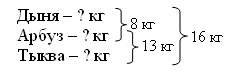 Дыня – ? кг
8 кг
Арбуз – ? кг
16 кг
13 кг
Тыква – ? кг